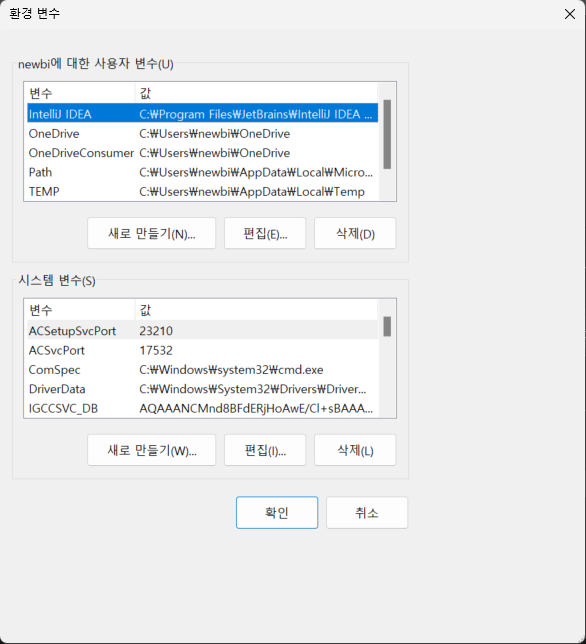 환경 변수
newbi에 대한 사용자 변수(U)
변수 값
IntelliJ IDEA C:₩Program Files₩JetBrains₩IntelliJ IDEA ...
OneDrive C:₩Users₩newbi₩OneDrive
OneDriveConsumer C:₩Users₩newbi₩OneDrive
Path C:₩Users₩newbi₩AppData₩Local₩Micro...
TEMP C:₩Users₩newbi₩AppData₩Local₩Temp
새로 만들기(N)... 편집(E)... 삭제(D)
시스템 변수(S)
변수 값
ACSetupSvcPort 23210
ACSvcPort 17532
ComSpec C:₩Windows₩system32₩cmd.exe
DriverData C:₩Windows₩System32₩Drivers₩Driver...
IGCCSVC_DB AQAAANCMnd8BFdERjHoAwE/Cl+sBAAA...
새로 만들기(W)... 편집(I)... 삭제(L)
확인 취소